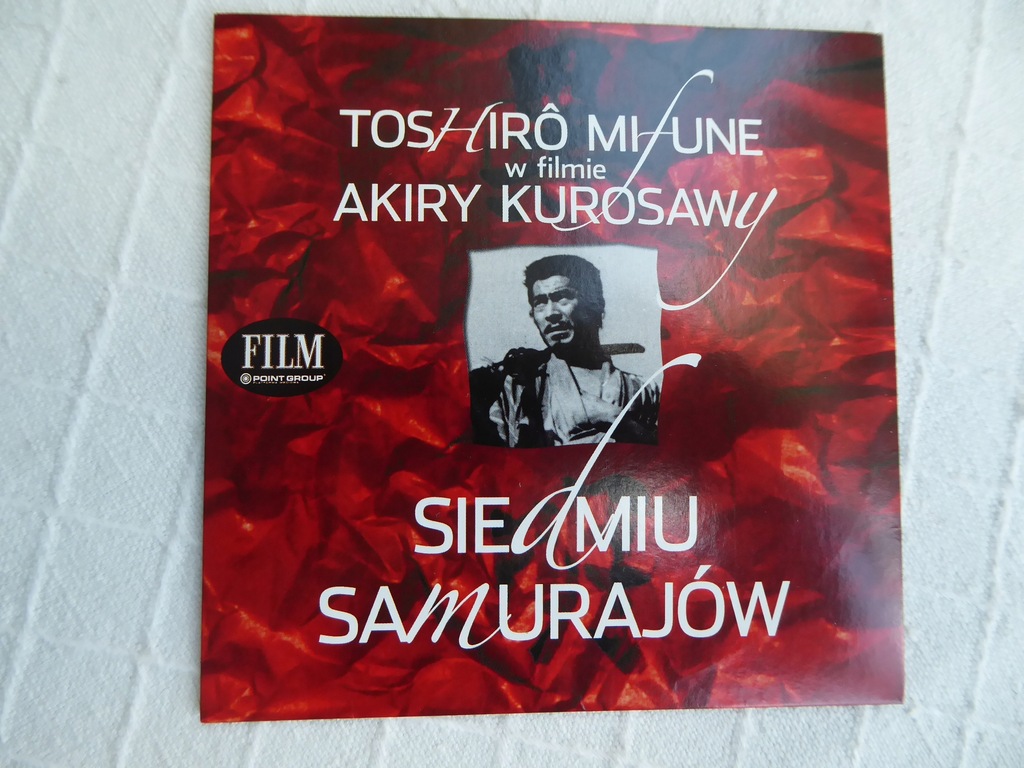 TOSHIRÔ MIFUNE
w filmie
AKIRY KUROSAWY
FILM
POINT GROUP
SIEDMIU
SAMURAJÓW